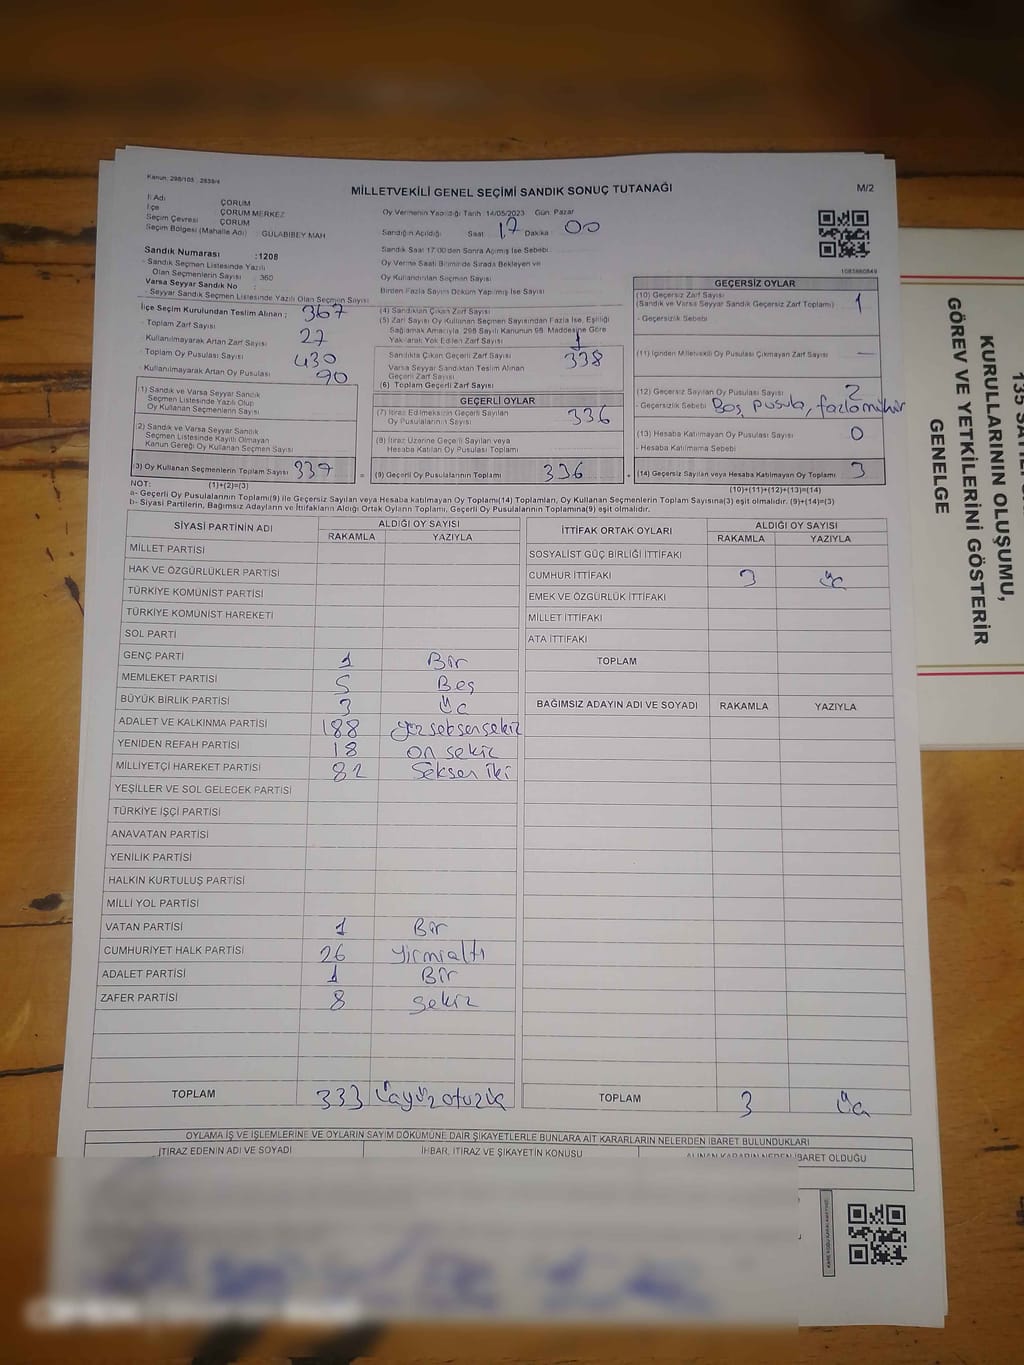 Kanun: 298/105 , 2839/4
MİLLETVEKİLİ GENEL SEÇİMİ SANDIK SONUÇ TUTANAĞI
M/2
İl Adı ÇORUM
İlçe ÇORUM MERKEZ
Seçim Çevresi ÇORUM
Seçim Bölgesi (Mahalle Adı) : GÜLABİBEY MAH
Sandık Numarası :1208
- Sandık Seçmen Listesinde Yazılı
Olan Seçmenlerin Sayısı : 360
Varsa Seyyar Sandık No :
- Seyyar Sandık Seçmen Listesinde Yazılı Olan Seçmen Sayısı
Oy Vermenin Yapıldığı Tarih 14/05/2023 Gün: Pazar
Sandığın Açıldığı Saat 17 Dakika 00
Sandık Saat 17:00'den Sonra Açılmış İse Sebebi
Oy Verme Saati Bitiminde Sırada Bekleyen ve
Oy Kullandırılan Seçmen Sayısı
Birden Fazla Sayım Döküm Yapılmış İse Sayısı
1083860849
İlçe Seçim Kurulundan Teslim Alınan ; 367
- Toplam Zarf Sayısı
- Kullanılmayarak Artan Zarf Sayısı 27
- Toplam Oy Pusulası Sayısı 430
- Kullanılmayarak Artan Oy Pusulası 90
(1) Sandık ve Varsa Seyyar Sandık
Seçmen Listesinde Yazılı Olup
Oy Kullanan Seçmenlerin Sayısı
(2) Sandık ve Varsa Seyyar Sandık
Seçmen Listesinde Kayıtlı Olmayan
Kanun Gereği Oy Kullanan Seçmen Sayısı
(3) Oy Kullanan Seçmenlerin Toplam Sayısı 339
(4) Sandıktan Çıkan Zarf Sayısı
(5) Zarf Sayısı Oy Kullanan Seçmen Sayısından Fazla İse, Eşitliği
Sağlamak Amacıyla, 298 Sayılı Kanunun 98. Maddesine Göre
Yakılarak Yok Edilen Zarf Sayısı 1
Sandıkta Çıkan Geçerli Zarf Sayısı 338
Varsa Seyyar Sandıktan Teslim Alınan
Geçerli Zarf Sayısı
(6) Toplam Geçerli Zarf Sayısı
GEÇERLİ OYLAR
(7) İtiraz Edilmeksizin Geçerli Sayılan
Oy Pusulalarının Sayısı 336
(8) İtiraz Üzerine Geçerli Sayılan veya
Hesaba Katılan Oy Pusulaları Toplamı
= (9) Geçerli Oy Pusulalarının Toplamı 336
GEÇERSİZ OYLAR
(10) Geçersiz Zarf Sayısı
(Sandık ve Varsa Seyyar Sandık Geçersiz Zarf Toplamı) 1
- Geçersizlik Sebebi
(11) İçinden Milletvekili Oy Pusulası Çıkmayan Zarf Sayısı —
(12) Geçersiz Sayılan Oy Pusulası Sayısı 2
- Geçersizlik Sebebi Boş pusula, fazla mühür
(13) Hesaba Katılmayan Oy Pusulası Sayısı 0
- Hesaba Katılmama Sebebi
+ (14) Geçersiz Sayılan veya Hesaba Katılmayan Oy Toplamı 3
NOT: (1)+(2)=(3)
(10)+(11)+(12)+(13)=(14)
a- Geçerli Oy Pusulalarının Toplamı(9) ile Geçersiz Sayılan veya Hesaba katılmayan Oy Toplamı(14) Toplamları, Oy Kullanan Seçmenlerin Toplam Sayısına(3) eşit olmalıdır. (9)+(14)=(3)
b- Siyasi Partilerin, Bağımsız Adayların ve İttifakların Aldığı Ortak Oyların Toplamı, Geçerli Oy Pusulalarının Toplamına(9) eşit olmalıdır.
SİYASİ PARTİNİN ADI ALDIĞI OY SAYISI
RAKAMLA YAZIYLA
MİLLET PARTİSİ
HAK VE ÖZGÜRLÜKLER PARTİSİ
TÜRKİYE KOMÜNİST PARTİSİ
TÜRKİYE KOMÜNİST HAREKETİ
SOL PARTİ
GENÇ PARTİ 1 Bir
MEMLEKET PARTİSİ 5 Beş
BÜYÜK BİRLİK PARTİSİ 3 Üç
ADALET VE KALKINMA PARTİSİ 188 yüz seksen sekiz
YENİDEN REFAH PARTİSİ 18 on sekiz
MİLLİYETÇİ HAREKET PARTİSİ 82 Seksen iki
YEŞİLLER VE SOL GELECEK PARTİSİ
TÜRKİYE İŞÇİ PARTİSİ
ANAVATAN PARTİSİ
YENİLİK PARTİSİ
HALKIN KURTULUŞ PARTİSİ
MİLLİ YOL PARTİSİ
VATAN PARTİSİ 1 Bir
CUMHURİYET HALK PARTİSİ 26 yirmialtı
ADALET PARTİSİ 1 Bir
ZAFER PARTİSİ 8 Sekiz
TOPLAM 333 Üçyüz otuz üç
İTTİFAK ORTAK OYLARI ALDIĞI OY SAYISI
RAKAMLA YAZIYLA
SOSYALİST GÜÇ BİRLİĞİ İTTİFAKI
CUMHUR İTTİFAKI 3 Üç
EMEK VE ÖZGÜRLÜK İTTİFAKI
MİLLET İTTİFAKI
ATA İTTİFAKI
TOPLAM
BAĞIMSIZ ADAYIN ADI VE SOYADI RAKAMLA YAZIYLA
TOPLAM 3 Üç
OYLAMA İŞ VE İŞLEMLERİNE VE OYLARIN SAYIM DÖKÜMÜNE DAİR ŞİKAYETLERLE BUNLARA AİT KARARLARIN NELERDEN İBARET BULUNDUKLARI
İTİRAZ EDENİN ADI VE SOYADI İHBAR, İTİRAZ VE ŞİKAYETİN KONUSU ALINAN KARARIN NEDEN İBARET OLDUĞU
KURULLARININ OLUŞUMU,
GÖREV VE YETKİLERİNİ GÖSTERİR
GENELGE